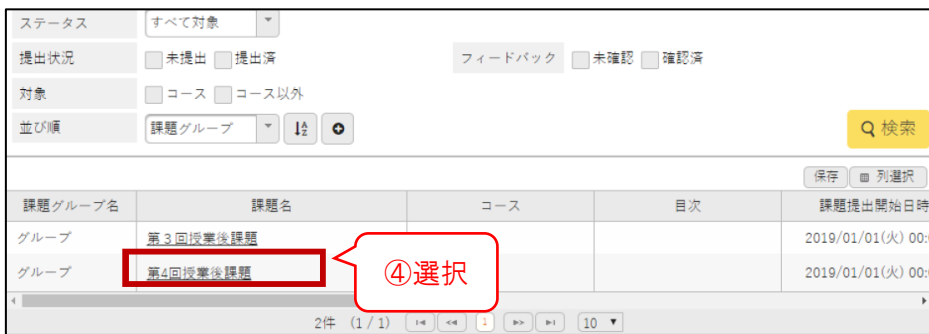 ステータス すべて対象
提出状況 未提出 提出済 フィードバック 未確認 確認済
対象 コース コース以外
並び順 課題グループ 検索
保存 列選択
課題グループ名 課題名 コース 目次 課題提出開始日時
グループ 第３回授業後課題 2019/01/01(火) 00:
グループ 第4回授業後課題 2019/01/01(火) 00:
④選択
2件 (1 / 1) 1 10